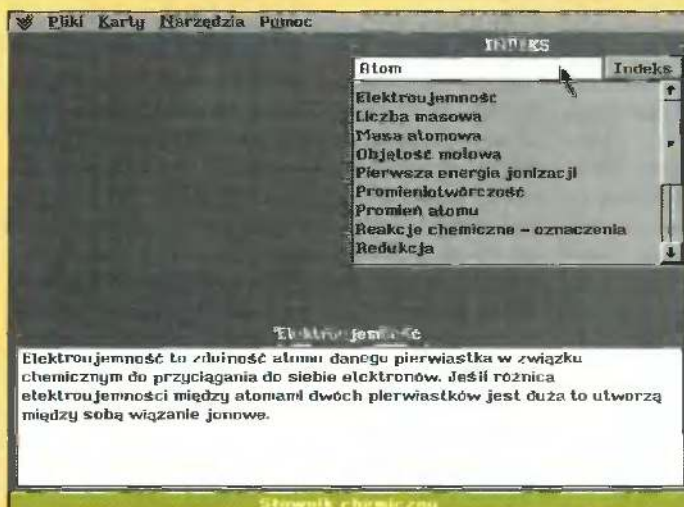 Pliki Karty Narzędzia Pomoc
INDEKS
Atom Indeks
Elektroujemność
Liczba masowa
Masa atomowa
Objętość molowa
Pierwsza energia jonizacji
Promieniotwórczość
Promień atomu
Reakcje chemiczne - oznaczenia
Redukcja
Elektroujemność
Elektroujemność to zdolność atomu danego pierwiastka w związku
chemicznym do przyciągania do siebie elektronów. Jeśli różnica
elektroujemności między atomami dwóch pierwiastków jest duża to utworzą
między sobą wiązanie jonowe.
Słownik chemiczny